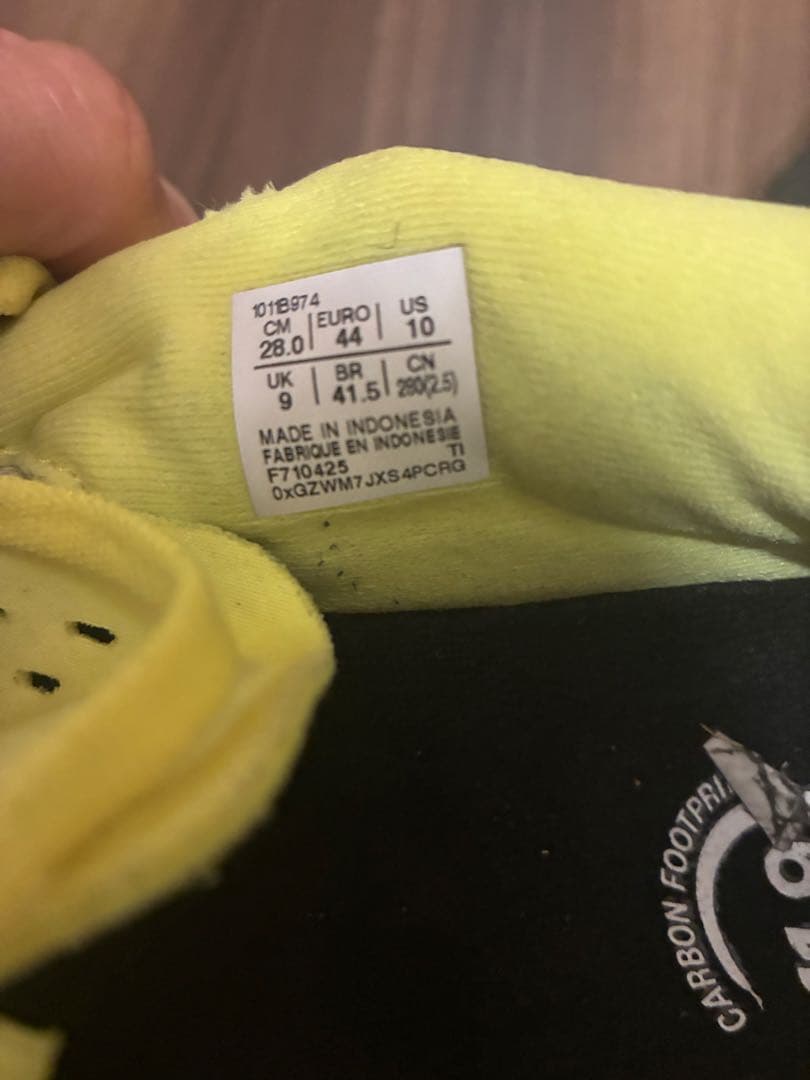 1011B974
CM EURO US
28.0 44 10
UK BR CN
9 41.5 280(2.5)
MADE IN INDONESIA
FABRIQUE EN INDONESIE
F710425 TI
0xGZWM7JXS4PCRG
CARBON FOOTPRI